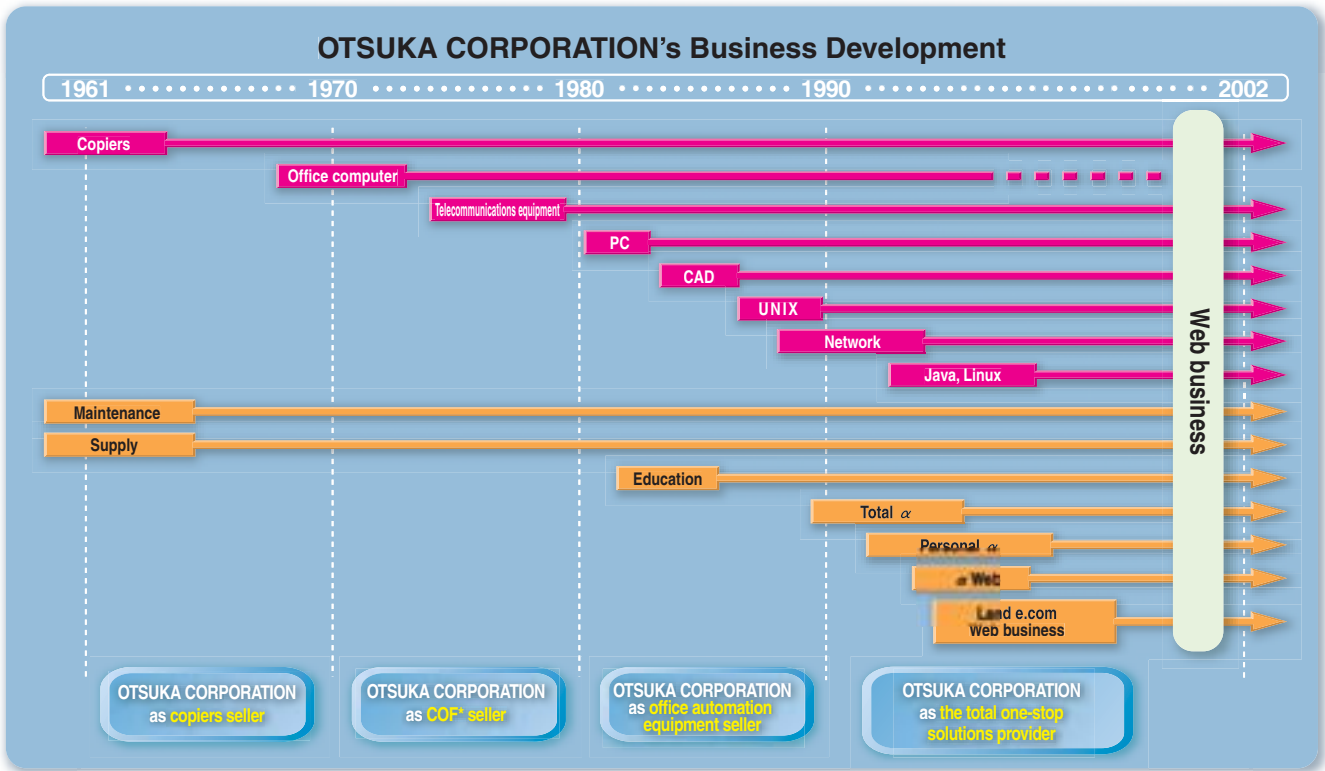 OTSUKA CORPORATION's Business Development
1961 1970 1980 1990 2002
Copiers
Office computer
Telecommunications equipment
PC
CAD
UNIX
Network
Java, Linux
Maintenance
Supply
Education
Total α
Personal α
α Web
e.com
Web business
Web business
OTSUKA CORPORATION
as copiers seller
OTSUKA CORPORATION
as COF* seller
OTSUKA CORPORATION
as office automation
equipment seller
OTSUKA CORPORATION
as the total one-stop
solutions provider